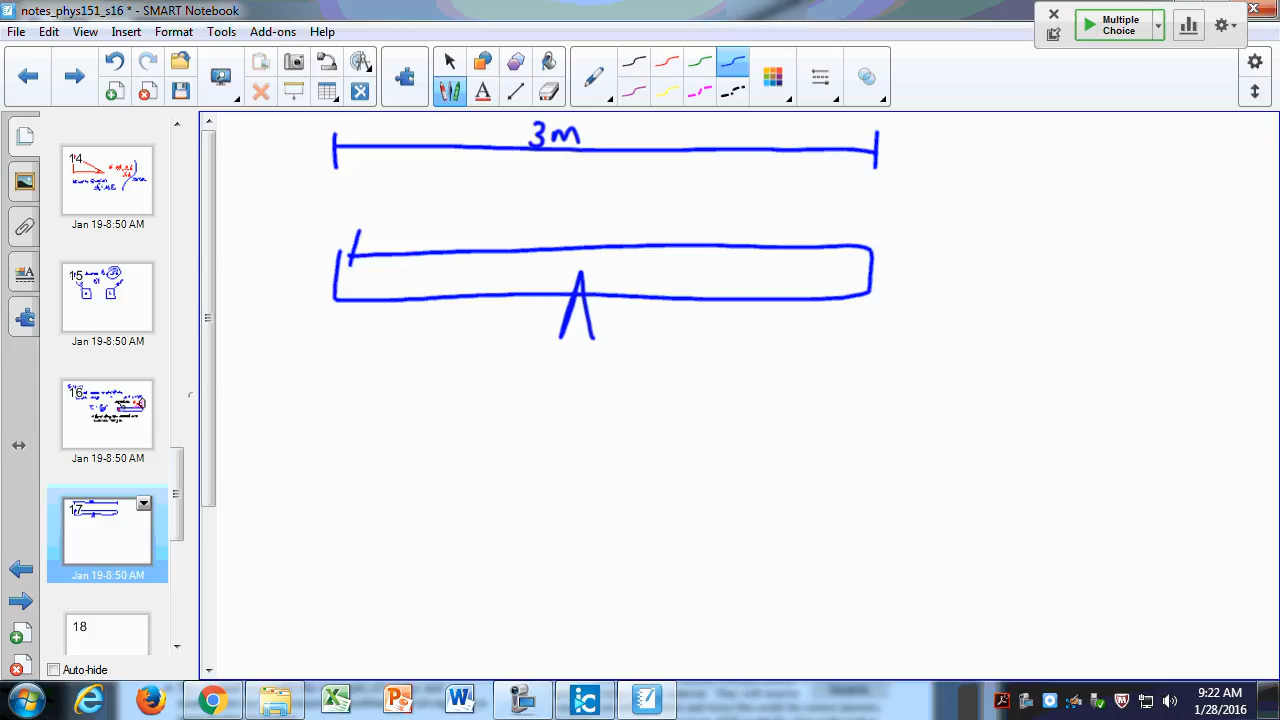 notes_phys151_s16 * - SMART Notebook
File Edit View Insert Format Tools Add-ons Help
Multiple
Choice
3m
14
Jan 19-8:50 AM
15
Jan 19-8:50 AM
16
Jan 19-8:50 AM
17
Jan 19-8:50 AM
18
Auto-hide
9:22 AM
1/28/2016